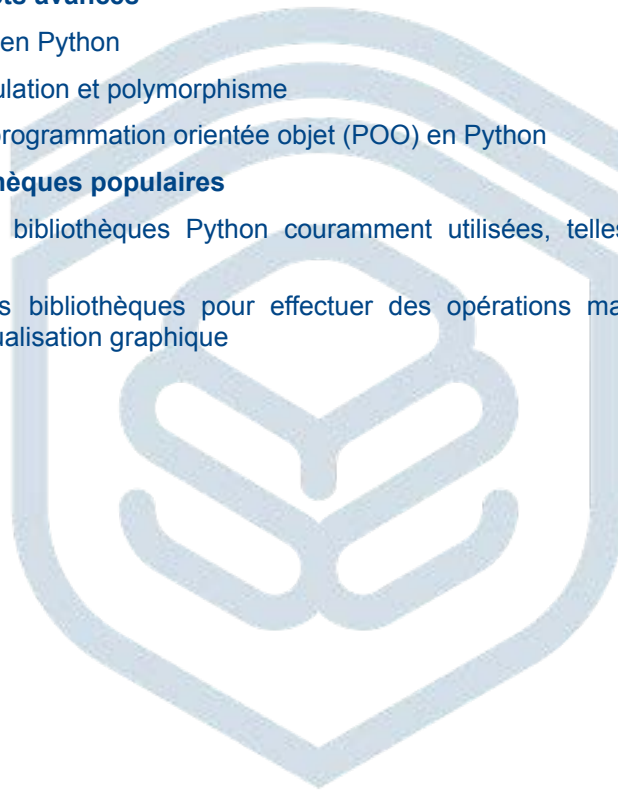 ts avancés
en Python
ulation et polymorphisme
programmation orientée objet (POO) en Python
hèques populaires
bibliothèques Python couramment utilisées, telles
s bibliothèques pour effectuer des opérations ma
ualisation graphique